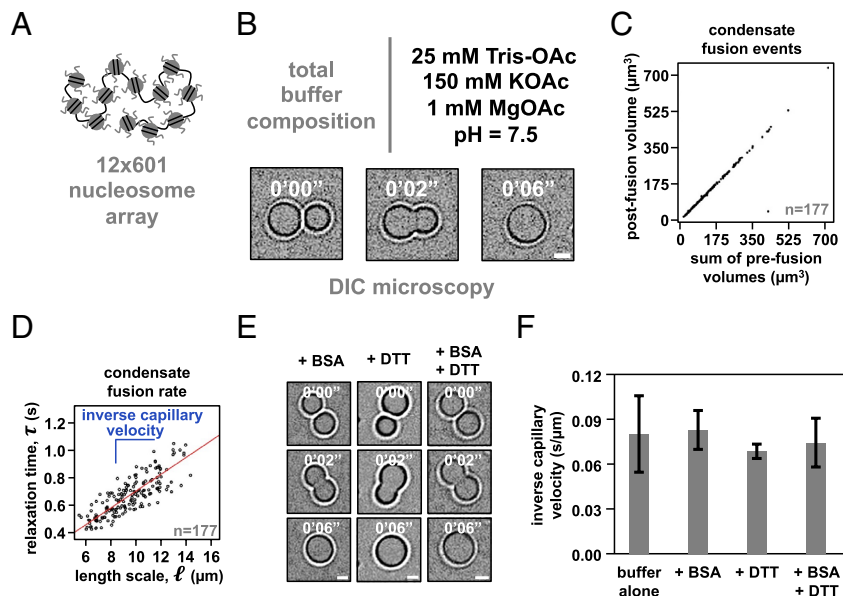 A
12x601
nucleosome
array
B
total
buffer
composition
25 mM Tris-OAc
150 mM KOAc
1 mM MgOAc
pH = 7.5
0'00"
0'02"
0'06"
DIC microscopy
C
condensate
fusion events
post-fusion volume (µm³)
700
525
350
175
0
n=177
0 175 350 525 700
sum of pre-fusion
volumes (µm³)
D
condensate
fusion rate
inverse capillary
velocity
relaxation time, τ (s)
1.2
1.0
0.8
0.6
0.4
n=177
6 8 10 12 14 16
length scale, ℓ (µm)
E
+ BSA
+ DTT
+ BSA
+ DTT
0'00" 0'00" 0'00"
0'02" 0'02" 0'02"
0'06" 0'06" 0'06"
F
inverse capillary
velocity (s/µm)
0.12
0.09
0.06
0.03
0.00
buffer
alone
+ BSA
+ DTT
+ BSA
+ DTT